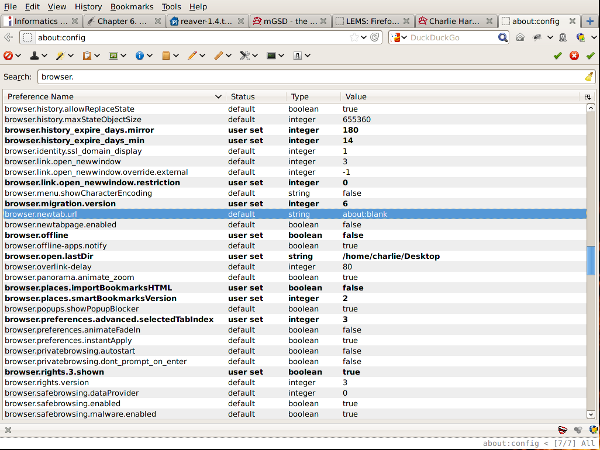 File Edit View History Bookmarks Tools Help
Informatics ... Chapter 6. ... reaver-1.4.t... mGSD - the ... LEMS: Firefo... Charlie Har... about:config
about:config DuckDuckGo
Search: browser.
Preference Name Status Type Value
browser.history.allowReplaceState default boolean true
browser.history.maxStateObjectSize default integer 655360
browser.history_expire_days.mirror user set integer 180
browser.history_expire_days_min user set integer 14
browser.identity.ssl_domain_display default integer 1
browser.link.open_newwindow default integer 3
browser.link.open_newwindow.override.external default integer -1
browser.link.open_newwindow.restriction user set integer 0
browser.menu.showCharacterEncoding default string false
browser.migration.version user set integer 6
browser.newtab.url default string about:blank
browser.newtabpage.enabled default boolean false
browser.offline user set boolean false
browser.offline-apps.notify default boolean true
browser.open.lastDir user set string /home/charlie/Desktop
browser.overlink-delay default integer 80
browser.panorama.animate_zoom default boolean true
browser.places.importBookmarksHTML user set boolean false
browser.places.smartBookmarksVersion user set integer 2
browser.popups.showPopupBlocker default boolean true
browser.preferences.advanced.selectedTabIndex user set integer 3
browser.preferences.animateFadeIn default boolean false
browser.preferences.instantApply default boolean true
browser.privatebrowsing.autostart default boolean false
browser.privatebrowsing.dont_prompt_on_enter default boolean false
browser.rights.3.shown user set boolean true
browser.rights.version default integer 3
browser.safebrowsing.dataProvider default integer 0
browser.safebrowsing.enabled default boolean true
browser.safebrowsing.malware.enabled default boolean true
about:config < [7/7] All